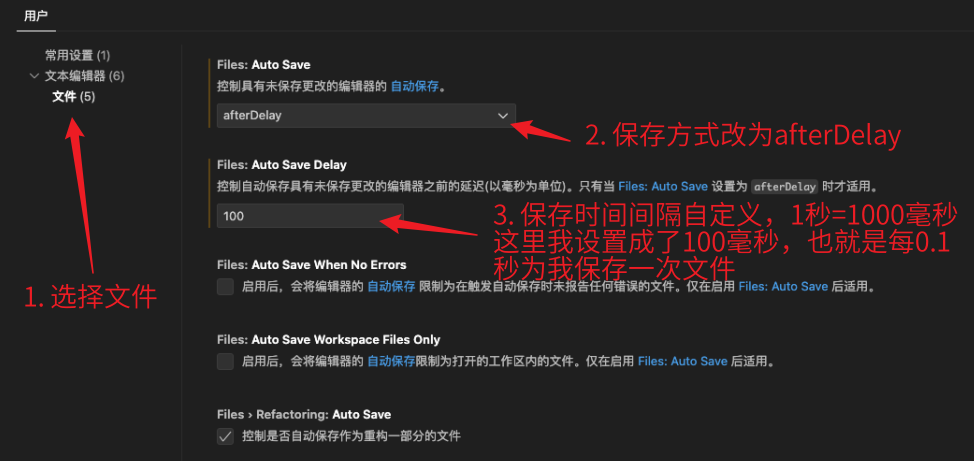 用户
常用设置 (1)
文本编辑器 (6)
文件 (5)
Files: Auto Save
控制具有未保存更改的编辑器的 自动保存。
afterDelay
2. 保存方式改为afterDelay
Files: Auto Save Delay
控制自动保存具有未保存更改的编辑器之前的延迟(以毫秒为单位)。只有当 Files: Auto Save 设置为 afterDelay 时才适用。
100
3. 保存时间间隔自定义，1秒=1000毫秒
这里我设置成了100毫秒，也就是每0.1
秒为我保存一次文件
1. 选择文件
Files: Auto Save When No Errors
启用后，会将编辑器的 自动保存 限制为在触发自动保存时未报告任何错误的文件。仅在启用 Files: Auto Save 后适用。
Files: Auto Save Workspace Files Only
启用后，会将编辑器的 自动保存限制为打开的工作区内的文件。仅在启用 Files: Auto Save 后适用。
Files › Refactoring: Auto Save
控制是否自动保存作为重构一部分的文件